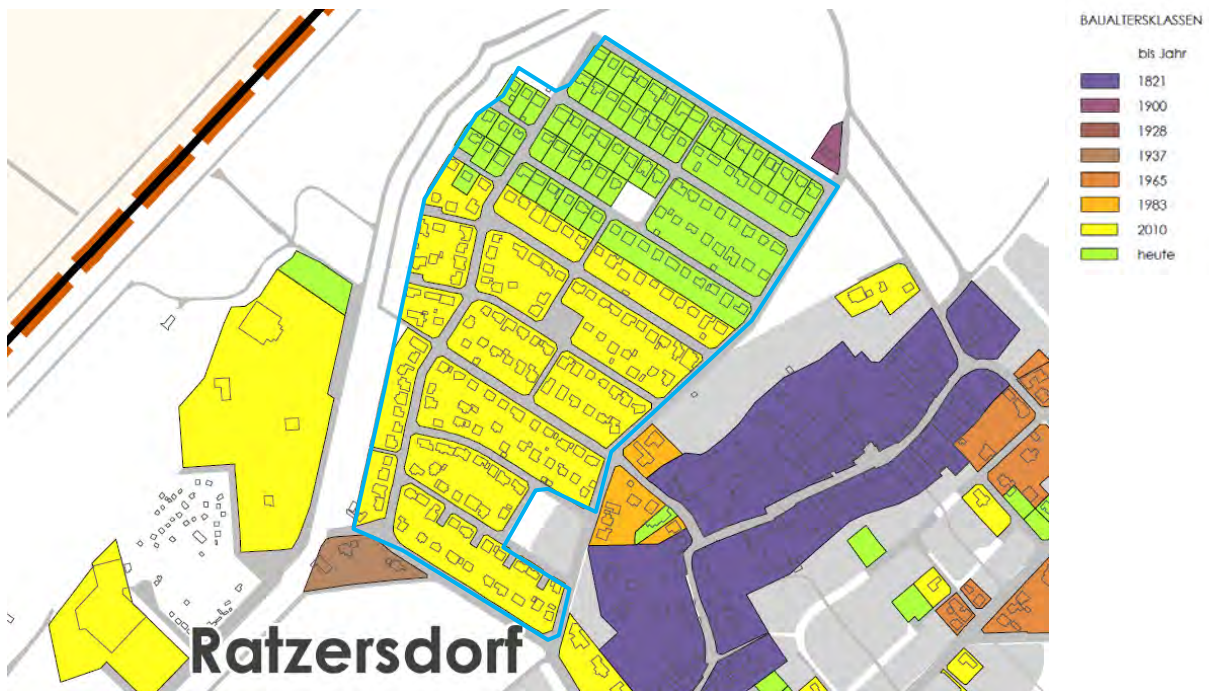 BAUALTERSKLASSEN
bis Jahr
1821
1900
1928
1937
1965
1983
2010
heute
Ratzersdorf